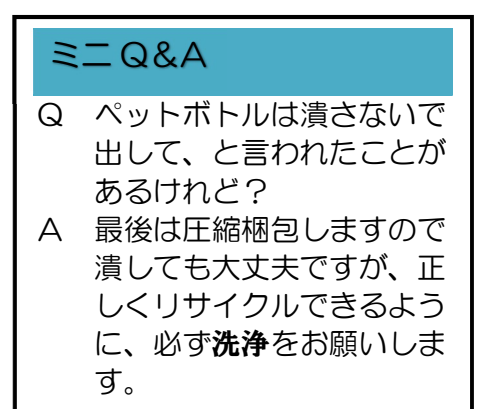 ミニQ&A
Q ペットボトルは潰さないで
出して、と言われたことが
あるけれど？
A 最後は圧縮梱包しますので
潰しても大丈夫ですが、正
しくリサイクルできるよう
に、必ず洗浄をお願いしま
す。